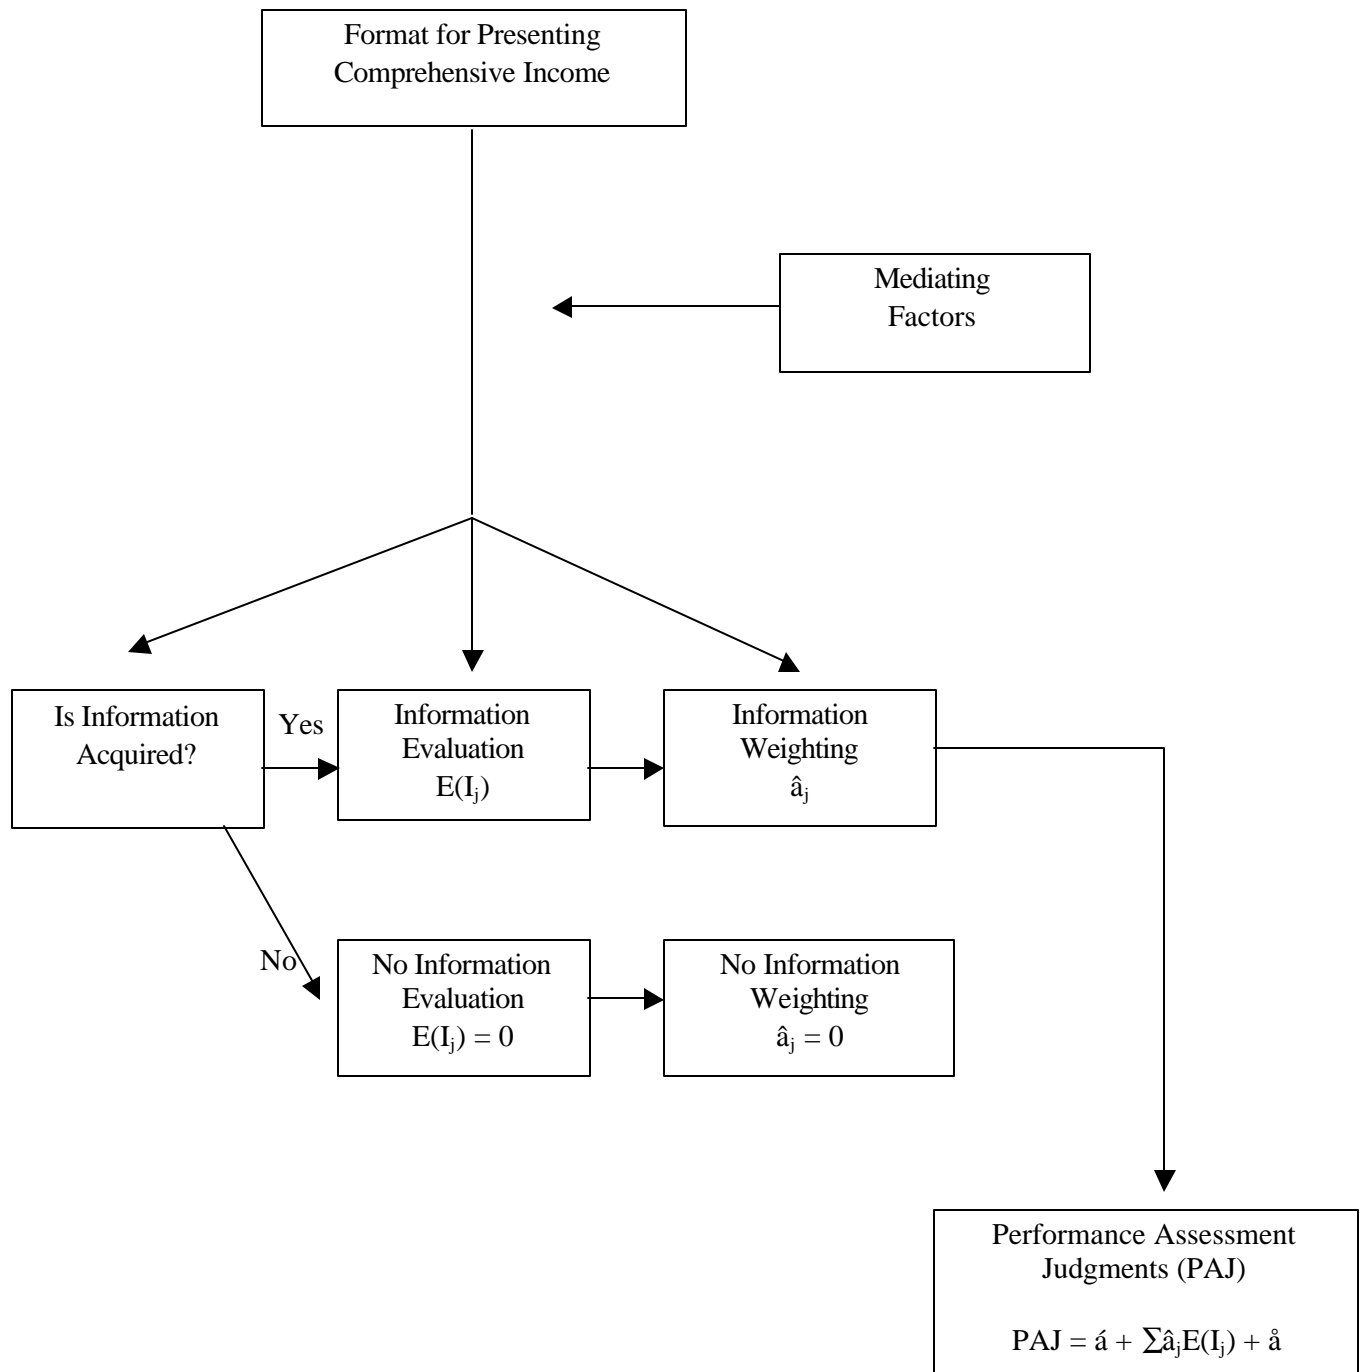 Format for Presenting
Comprehensive Income
Mediating
Factors
Is Information
Acquired?
Yes
Information
Evaluation
E(Iⱼ)
Information
Weighting
âⱼ
No
No Information
Evaluation
E(Iⱼ) = 0
No Information
Weighting
âⱼ = 0
Performance Assessment
Judgments (PAJ)
PAJ = á + ∑âⱼE(Iⱼ) + å